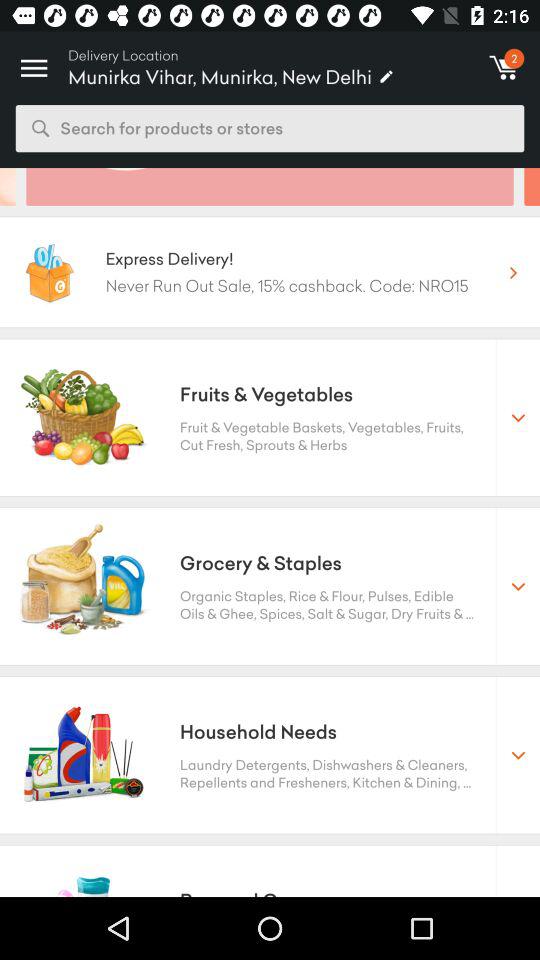 2:16
Delivery Location
Munirka Vihar, Munirka, New Delhi
2
Search for products or stores
Express Delivery!
Never Run Out Sale, 15% cashback. Code: NRO15
Fruits & Vegetables
Fruit & Vegetable Baskets, Vegetables, Fruits,
Cut Fresh, Sprouts & Herbs
Grocery & Staples
Organic Staples, Rice & Flour, Pulses, Edible
Oils & Ghee, Spices, Salt & Sugar, Dry Fruits & ...
Household Needs
Laundry Detergents, Dishwashers & Cleaners,
Repellents and Fresheners, Kitchen & Dining, ...